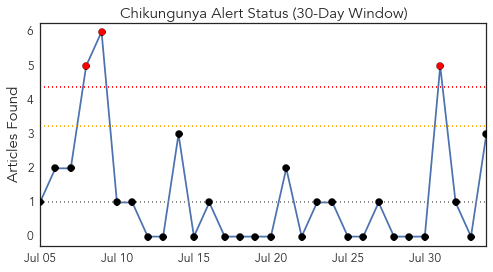 Chikungunya Alert Status (30-Day Window)
Articles Found
6
5
4
3
2
1
0
Jul 05
Jul 10
Jul 15
Jul 20
Jul 25
Jul 30